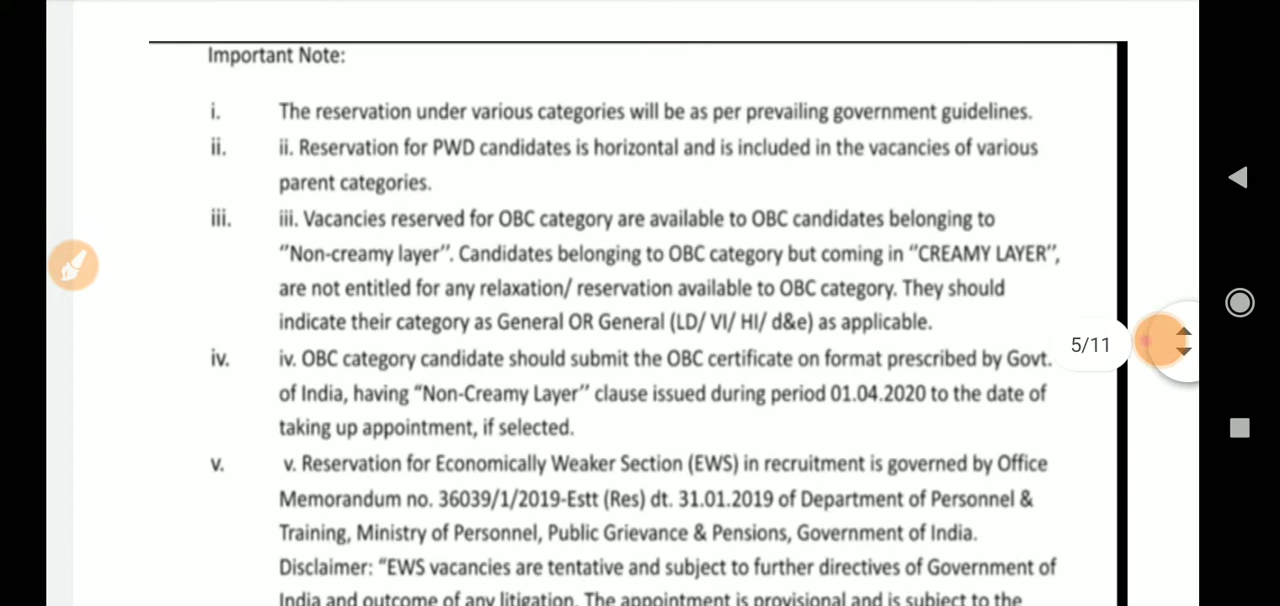 Important Note:
i. The reservation under various categories will be as per prevailing government guidelines.
ii. ii. Reservation for PWD candidates is horizontal and is included in the vacancies of various
parent categories.
iii. iii. Vacancies reserved for OBC category are available to OBC candidates belonging to
“Non-creamy layer”. Candidates belonging to OBC category but coming in “CREAMY LAYER”,
are not entitled for any relaxation/ reservation available to OBC category. They should
indicate their category as General OR General (LD/ VI/ HI/ d&e) as applicable.
5/11
iv. iv. OBC category candidate should submit the OBC certificate on format prescribed by Govt.
of India, having “Non-Creamy Layer” clause issued during period 01.04.2020 to the date of
taking up appointment, if selected.
v. v. Reservation for Economically Weaker Section (EWS) in recruitment is governed by Office
Memorandum no. 36039/1/2019-Estt (Res) dt. 31.01.2019 of Department of Personnel &
Training, Ministry of Personnel, Public Grievance & Pensions, Government of India.
Disclaimer: “EWS vacancies are tentative and subject to further directives of Government of
India and outcome of any litigation. The appointment is provisional and is subject to the